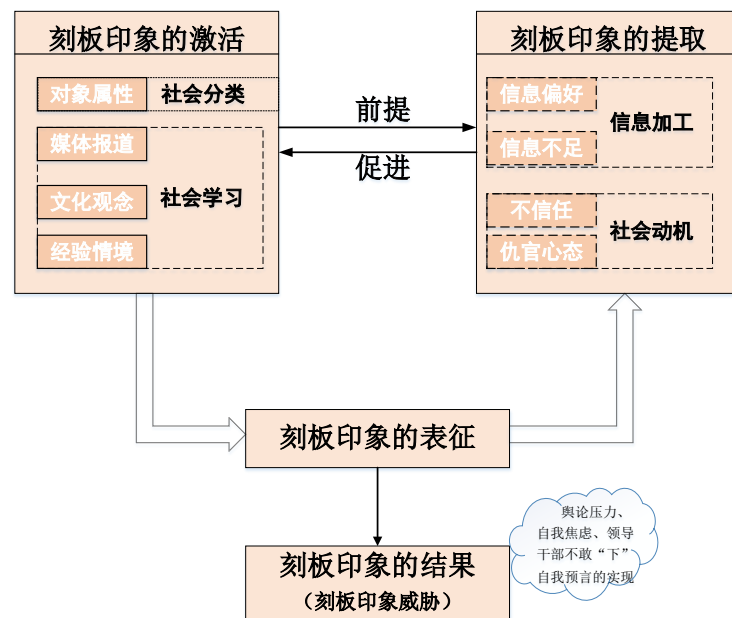 刻板印象的激活
对象属性
社会分类
媒体报道
文化观念
社会学习
经验情境
前提
促进
刻板印象的提取
信息偏好
信息加工
信息不足
不信任
社会动机
仇官心态
刻板印象的表征
刻板印象的结果
（刻板印象威胁）
舆论压力、
自我焦虑、领导
干部不敢“下”
自我预言的实现